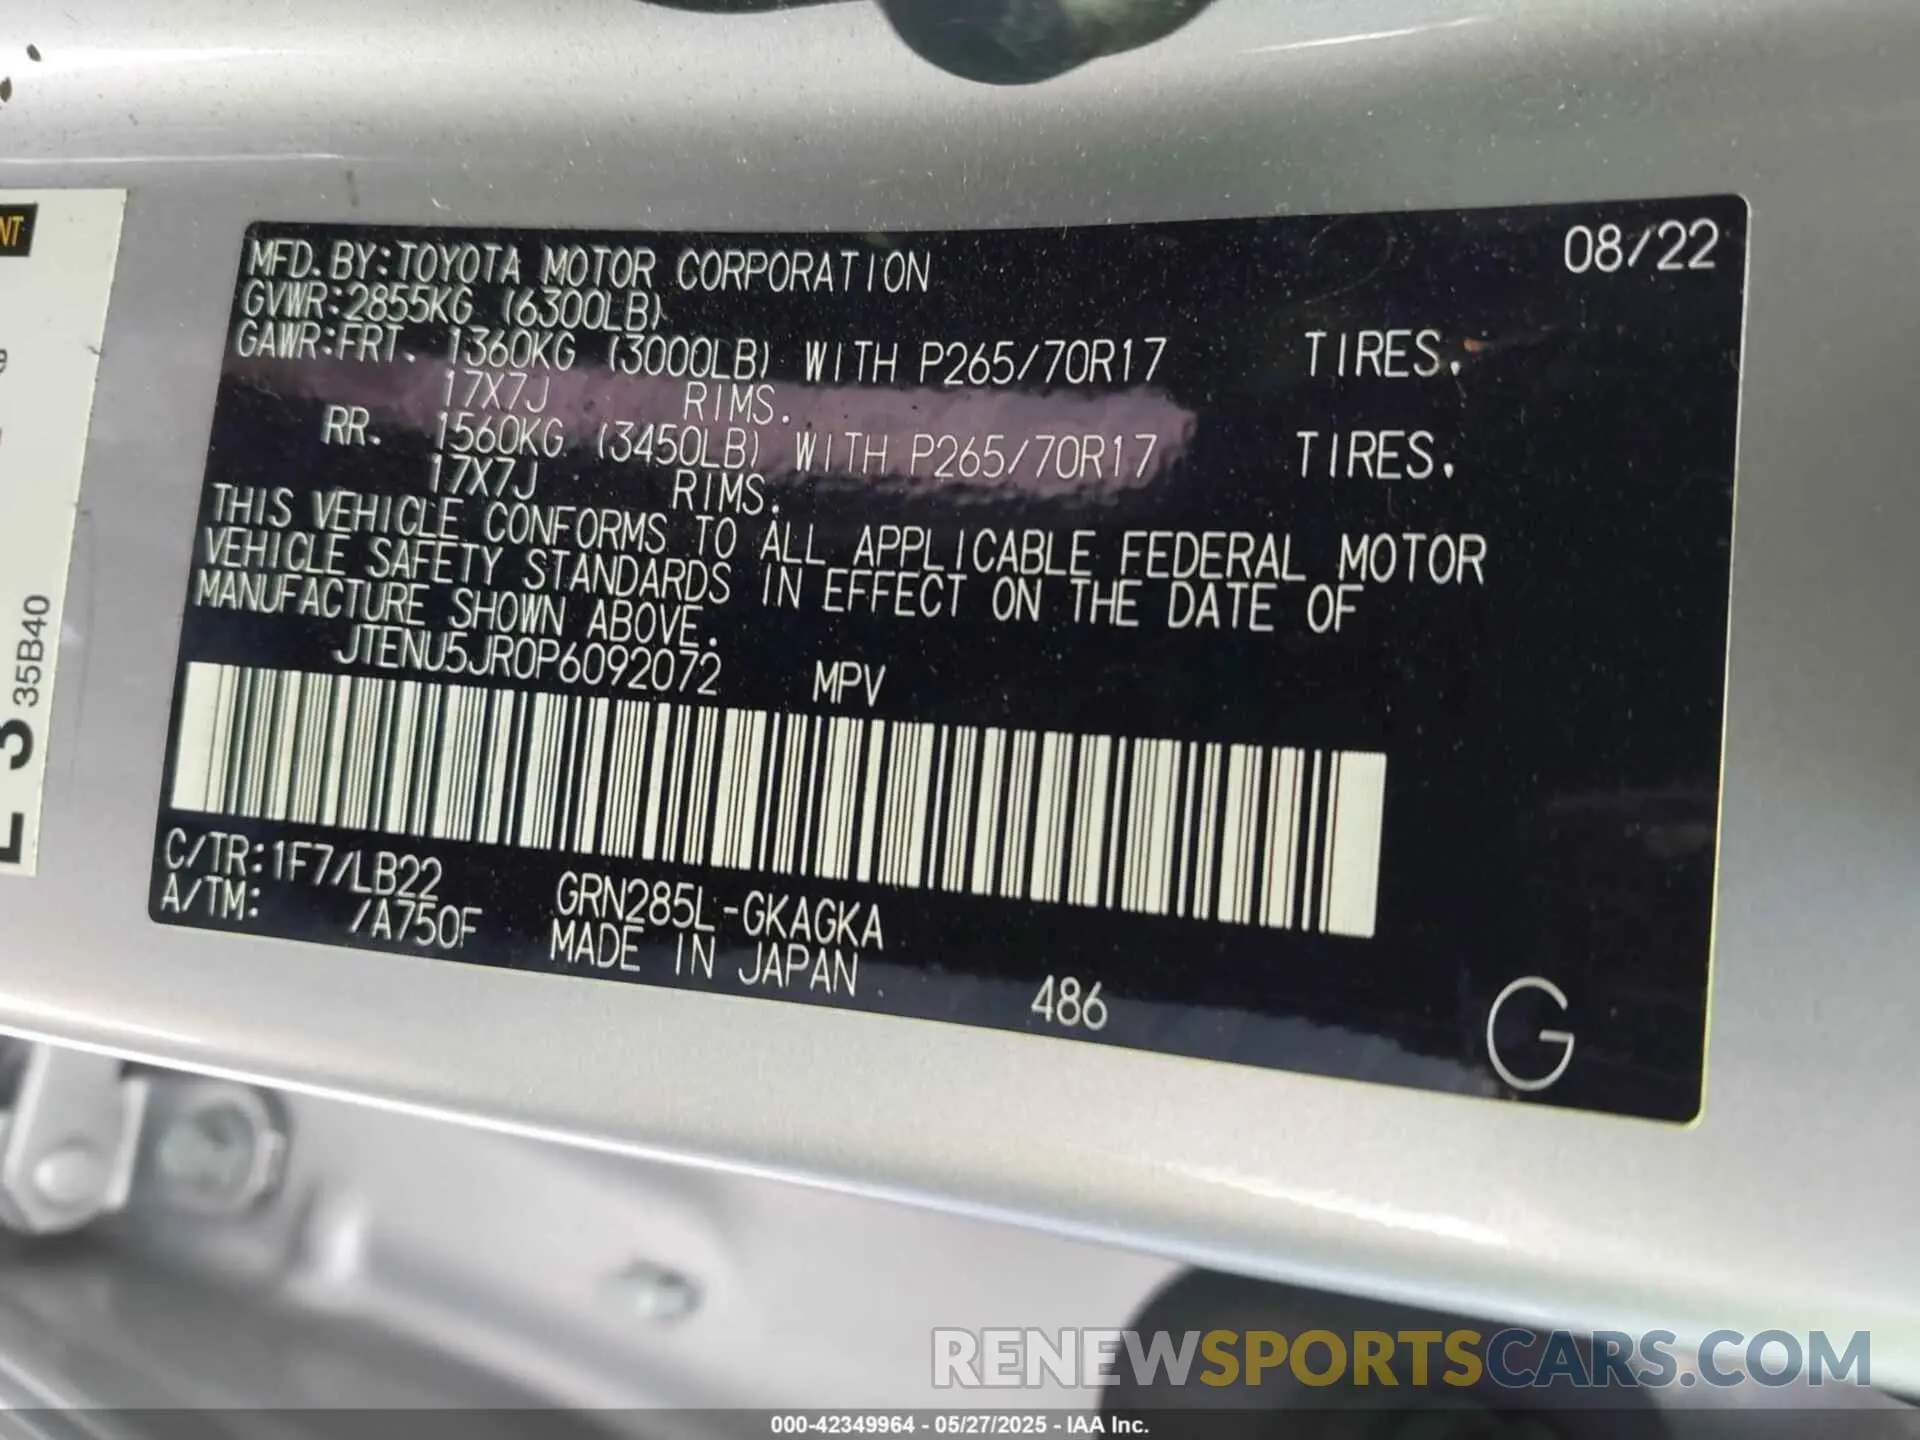 NT
35B40
3
MFD.BY:TOYOTA MOTOR CORPORATION 08/22
GVWR:2855KG (6300LB)
GAWR:FRT. 1360KG (3000LB) WITH P265/70R17 TIRES.
17X7J RIMS.
RR. 1560KG (3450LB) WITH P265/70R17 TIRES.
17X7J RIMS.
THIS VEHICLE CONFORMS TO ALL APPLICABLE FEDERAL MOTOR
VEHICLE SAFETY STANDARDS IN EFFECT ON THE DATE OF
MANUFACTURE SHOWN ABOVE.
JTENU5JR0P6092072 MPV
C/TR:1F7/LB22
A/TM: /A750F
GRN285L-GKAGKA
MADE IN JAPAN
486
G
RENEWSPORTSCARS.COM
000-42349964 - 05/27/2025 - IAA Inc.